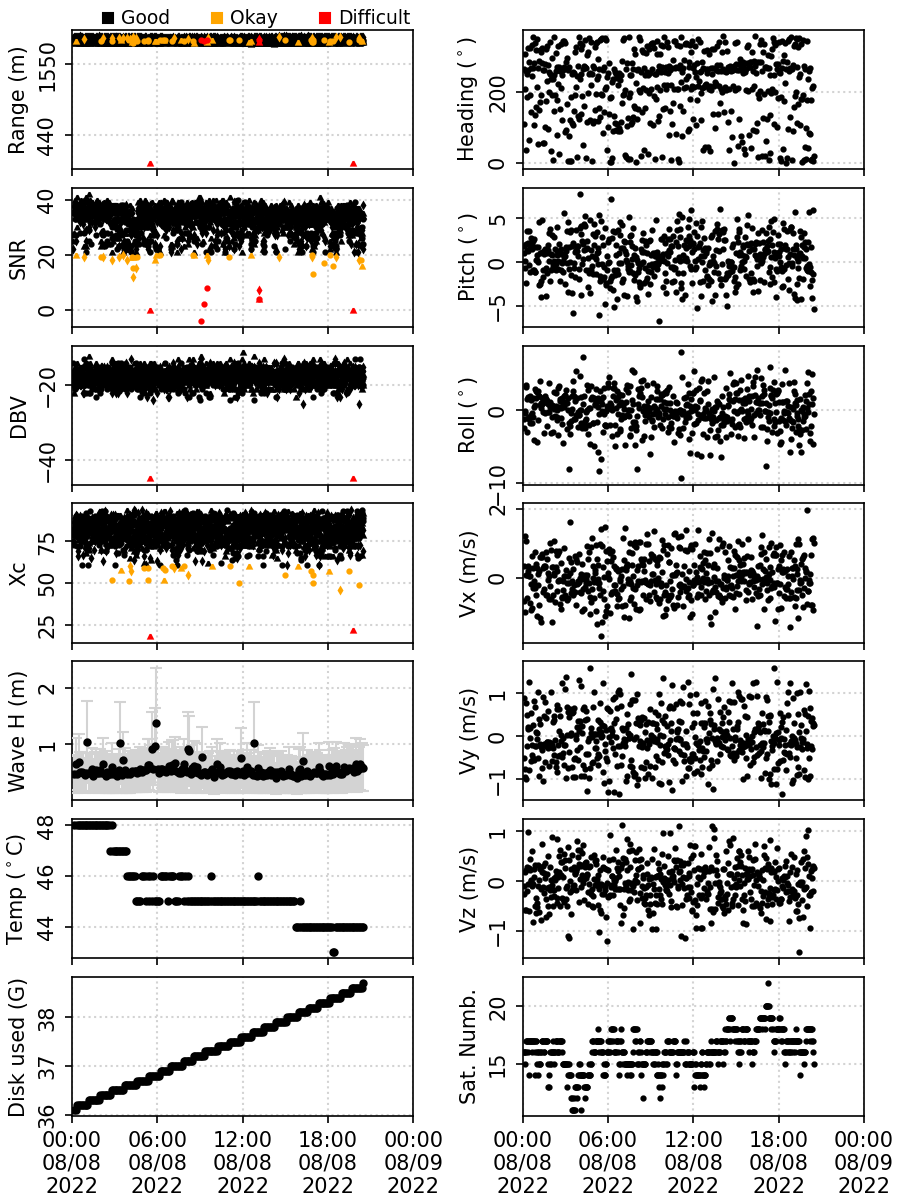 Good Okay Difficult
Range (m)
1550
440
Heading (°)
200
0
SNR
40
20
0
Pitch (°)
5
0
−5
DBV
−20
−40
Roll (°)
0
−10
Xc
75
50
25
Vx (m/s)
2
0
Wave H (m)
2
1
Vy (m/s)
1
0
−1
Temp (°C)
48
46
44
Vz (m/s)
1
0
−1
Disk used (G)
38
37
36
Sat. Numb.
20
15
00:00 06:00 12:00 18:00 00:00
08/08 08/08 08/08 08/08 08/09
2022 2022 2022 2022 2022
00:00 06:00 12:00 18:00 00:00
08/08 08/08 08/08 08/08 08/09
2022 2022 2022 2022 2022